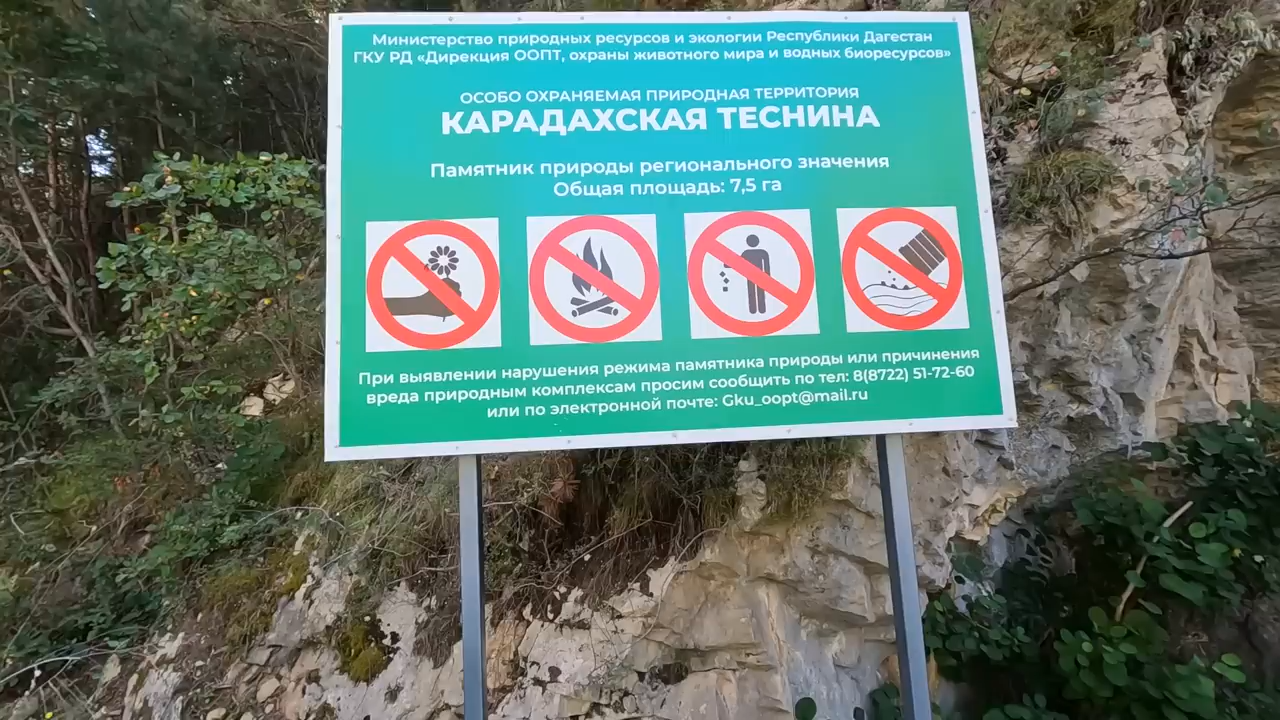 Министерство природных ресурсов и экологии Республики Дагестан
ГКУ РД «Дирекция ООПТ, охраны животного мира и водных биоресурсов»
ОСОБО ОХРАНЯЕМАЯ ПРИРОДНАЯ ТЕРРИТОРИЯ
КАРАДАХСКАЯ ТЕСНИНА
Памятник природы регионального значения
Общая площадь: 7,5 га
При выявлении нарушения режима памятника природы или причинения
вреда природным комплексам просим сообщить по тел: 8(8722) 51-72-60
или по электронной почте: Gku_oopt@mail.ru